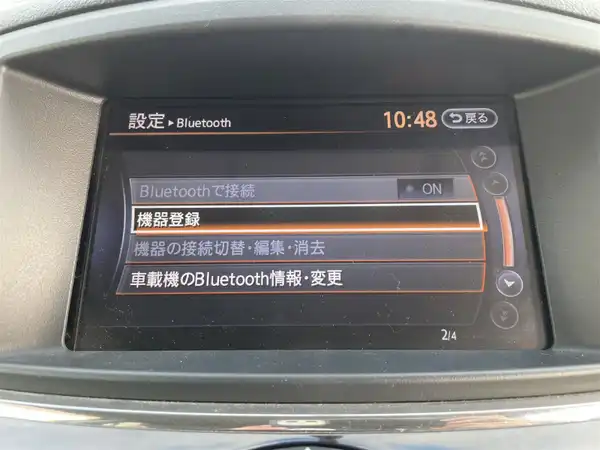 設定▶Bluetooth 10:48 戻る
Bluetoothで接続 ON
機器登録
機器の接続切替・編集・消去
車載機のBluetooth情報・変更
2/4